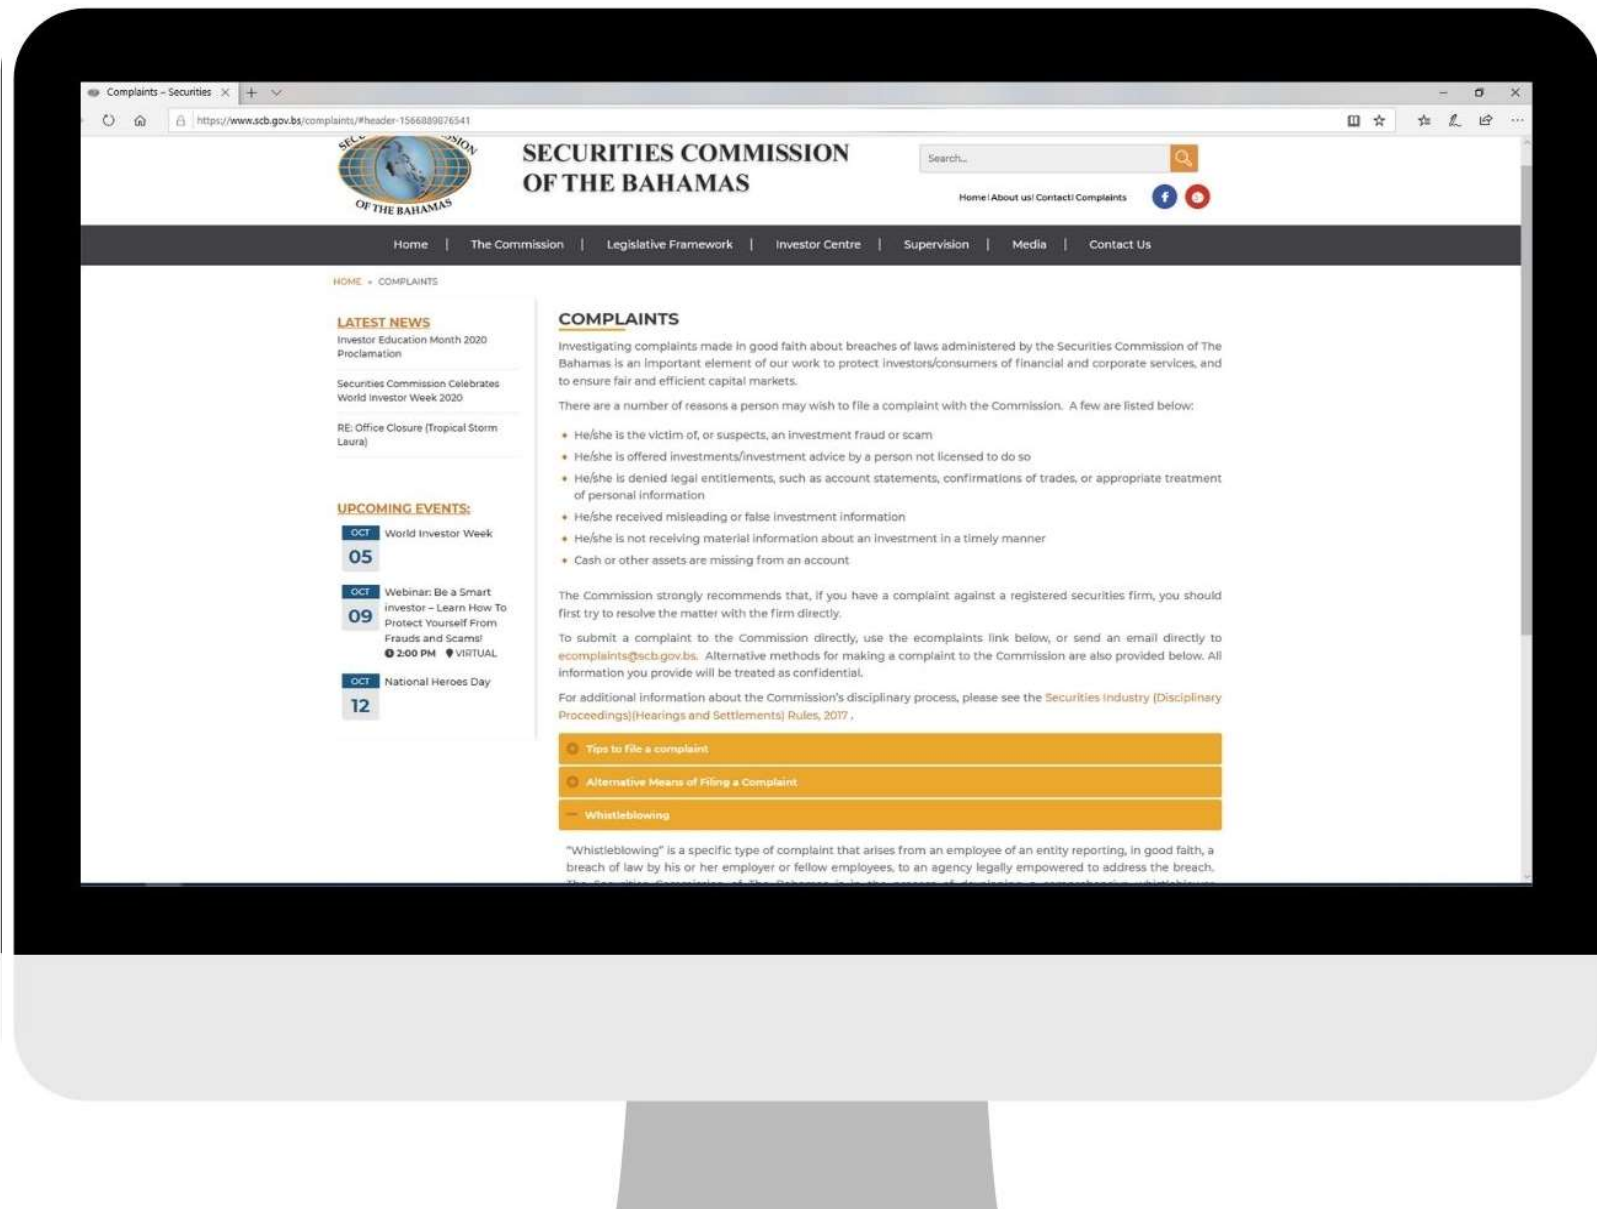 Complaints – Securities
https://www.scb.gov.bs/complaints/#header-1566889876541
OF THE BAHAMAS
SECURITIES COMMISSION
OF THE BAHAMAS
Search...
Home|About us|Contact|Complaints
Home | The Commission | Legislative Framework | Investor Centre | Supervision | Media | Contact Us
HOME » COMPLAINTS
LATEST NEWS
Investor Education Month 2020
Proclamation
Securities Commission Celebrates
World Investor Week 2020
RE: Office Closure (Tropical Storm
Laura)
UPCOMING EVENTS:
OCT
05
World Investor Week
OCT
09
Webinar: Be a Smart
investor – Learn How To
Protect Yourself From
Frauds and Scams!
2:00 PM VIRTUAL
OCT
12
National Heroes Day
COMPLAINTS
Investigating complaints made in good faith about breaches of laws administered by the Securities Commission of The
Bahamas is an important element of our work to protect investors/consumers of financial and corporate services, and
to ensure fair and efficient capital markets.
There are a number of reasons a person may wish to file a complaint with the Commission. A few are listed below:
He/she is the victim of, or suspects, an investment fraud or scam
He/she is offered investments/investment advice by a person not licensed to do so
He/she is denied legal entitlements, such as account statements, confirmations of trades, or appropriate treatment
of personal information
He/she received misleading or false investment information
He/she is not receiving material information about an investment in a timely manner
Cash or other assets are missing from an account
The Commission strongly recommends that, if you have a complaint against a registered securities firm, you should
first try to resolve the matter with the firm directly.
To submit a complaint to the Commission directly, use the ecomplaints link below, or send an email directly to
ecomplaints@scb.gov.bs. Alternative methods for making a complaint to the Commission are also provided below. All
information you provide will be treated as confidential.
For additional information about the Commission's disciplinary process, please see the Securities Industry (Disciplinary
Proceedings)(Hearings and Settlements) Rules, 2017 .
Tips to file a complaint
Alternative Means of Filing a Complaint
Whistleblowing
"Whistleblowing" is a specific type of complaint that arises from an employee of an entity reporting, in good faith, a
breach of law by his or her employer or fellow employees, to an agency legally empowered to address the breach.